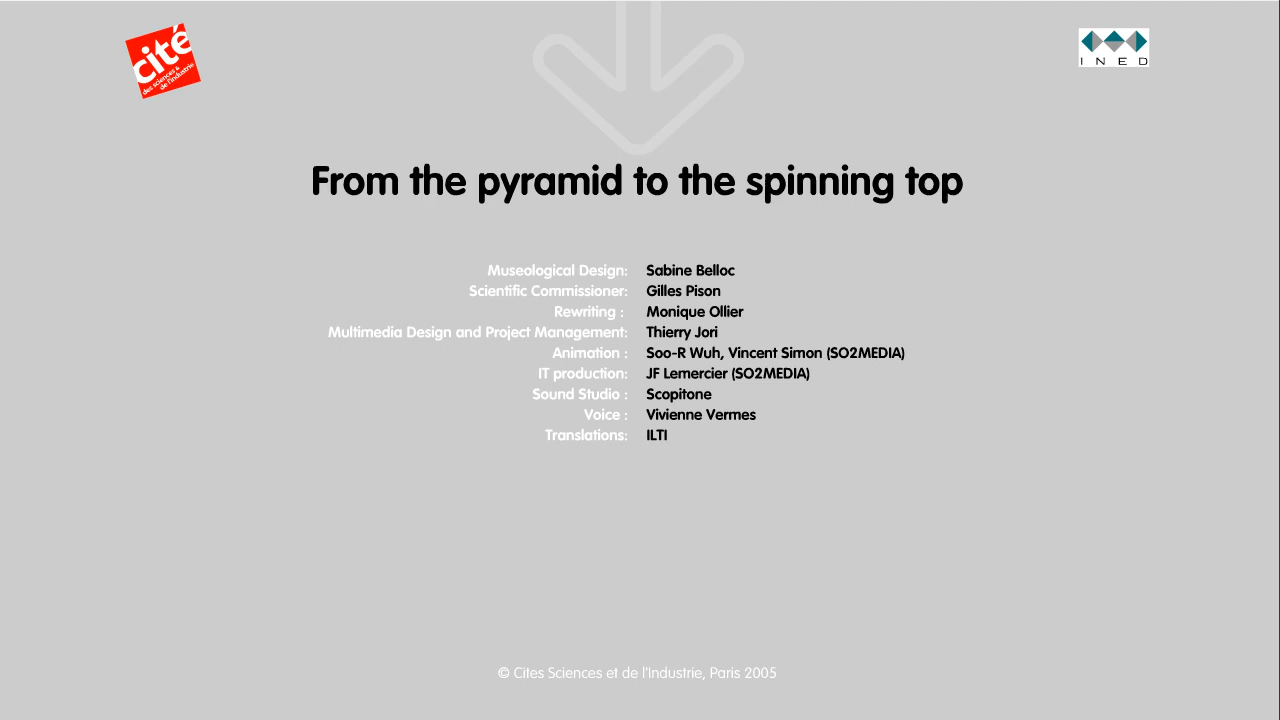 cité
des sciences &
de l'industrie
INED
From the pyramid to the spinning top
Museological Design: Sabine Belloc
Scientific Commissioner: Gilles Pison
Rewriting : Monique Ollier
Multimedia Design and Project Management: Thierry Jori
Animation : Soo-R Wuh, Vincent Simon (SO2MEDIA)
IT production: JF Lemercier (SO2MEDIA)
Sound Studio : Scopitone
Voice : Vivienne Vermes
Translations: ILTI
© Cites Sciences et de l'Industrie, Paris 2005